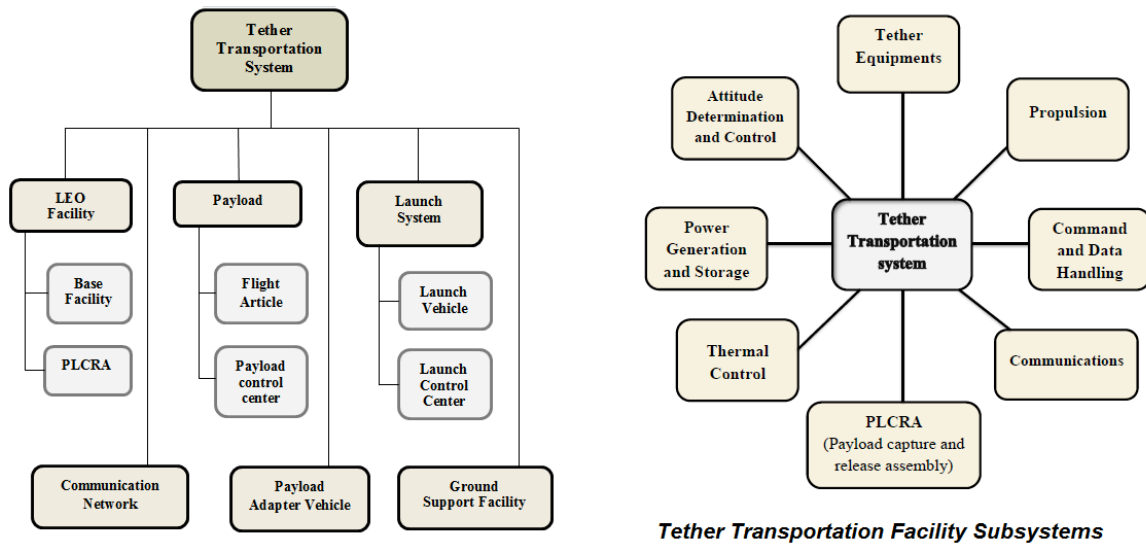 Tether
Transportation
System
LEO
Facility
Payload
Launch
System
Base
Facility
Flight
Article
Launch
Vehicle
PLCRA
Payload
control
center
Launch
Control
Center
Communication
Network
Payload
Adapter Vehicle
Ground
Support Facility
Tether
Equipments
Attitude
Determination
and Control
Propulsion
Power
Generation
and Storage
Tether
Transportation
system
Command
and Data
Handling
Thermal
Control
Communications
PLCRA
(Payload capture and
release assembly)
Tether Transportation Facility Subsystems